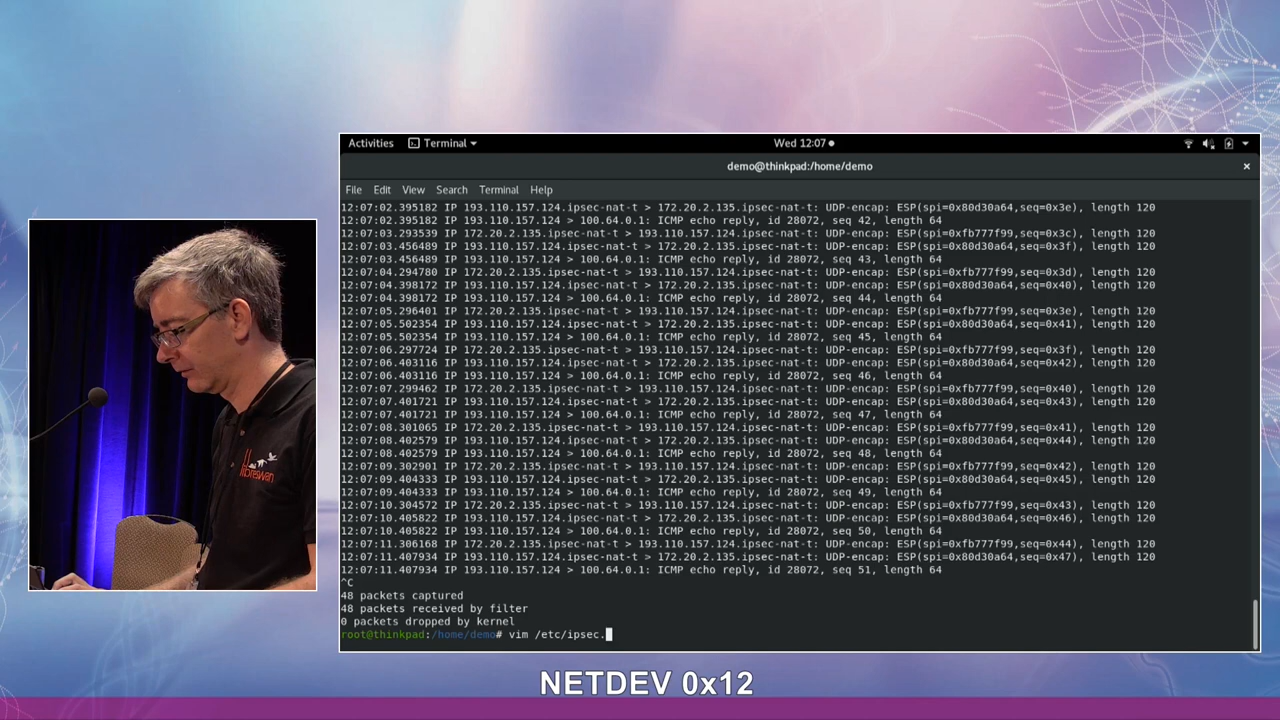 Activities Terminal Wed 12:07
demo@thinkpad:/home/demo ×
File Edit View Search Terminal Help
12:07:02.395182 IP 193.110.157.124.ipsec-nat-t > 172.20.2.135.ipsec-nat-t: UDP-encap: ESP(spi=0x80d30a64,seq=0x3e), length 120
12:07:02.395182 IP 193.110.157.124 > 100.64.0.1: ICMP echo reply, id 28072, seq 42, length 64
12:07:03.293539 IP 172.20.2.135.ipsec-nat-t > 193.110.157.124.ipsec-nat-t: UDP-encap: ESP(spi=0xfb777f99,seq=0x3c), length 120
12:07:03.456489 IP 193.110.157.124.ipsec-nat-t > 172.20.2.135.ipsec-nat-t: UDP-encap: ESP(spi=0x80d30a64,seq=0x3f), length 120
12:07:03.456489 IP 193.110.157.124 > 100.64.0.1: ICMP echo reply, id 28072, seq 43, length 64
12:07:04.294780 IP 172.20.2.135.ipsec-nat-t > 193.110.157.124.ipsec-nat-t: UDP-encap: ESP(spi=0xfb777f99,seq=0x3d), length 120
12:07:04.398172 IP 193.110.157.124.ipsec-nat-t > 172.20.2.135.ipsec-nat-t: UDP-encap: ESP(spi=0x80d30a64,seq=0x40), length 120
12:07:04.398172 IP 193.110.157.124 > 100.64.0.1: ICMP echo reply, id 28072, seq 44, length 64
12:07:05.296401 IP 172.20.2.135.ipsec-nat-t > 193.110.157.124.ipsec-nat-t: UDP-encap: ESP(spi=0xfb777f99,seq=0x3e), length 120
12:07:05.502354 IP 193.110.157.124.ipsec-nat-t > 172.20.2.135.ipsec-nat-t: UDP-encap: ESP(spi=0x80d30a64,seq=0x41), length 120
12:07:05.502354 IP 193.110.157.124 > 100.64.0.1: ICMP echo reply, id 28072, seq 45, length 64
12:07:06.297724 IP 172.20.2.135.ipsec-nat-t > 193.110.157.124.ipsec-nat-t: UDP-encap: ESP(spi=0xfb777f99,seq=0x3f), length 120
12:07:06.403116 IP 193.110.157.124.ipsec-nat-t > 172.20.2.135.ipsec-nat-t: UDP-encap: ESP(spi=0x80d30a64,seq=0x42), length 120
12:07:06.403116 IP 193.110.157.124 > 100.64.0.1: ICMP echo reply, id 28072, seq 46, length 64
12:07:07.299462 IP 172.20.2.135.ipsec-nat-t > 193.110.157.124.ipsec-nat-t: UDP-encap: ESP(spi=0xfb777f99,seq=0x40), length 120
12:07:07.401721 IP 193.110.157.124.ipsec-nat-t > 172.20.2.135.ipsec-nat-t: UDP-encap: ESP(spi=0x80d30a64,seq=0x43), length 120
12:07:07.401721 IP 193.110.157.124 > 100.64.0.1: ICMP echo reply, id 28072, seq 47, length 64
12:07:08.301065 IP 172.20.2.135.ipsec-nat-t > 193.110.157.124.ipsec-nat-t: UDP-encap: ESP(spi=0xfb777f99,seq=0x41), length 120
12:07:08.402579 IP 193.110.157.124.ipsec-nat-t > 172.20.2.135.ipsec-nat-t: UDP-encap: ESP(spi=0x80d30a64,seq=0x44), length 120
12:07:08.402579 IP 193.110.157.124 > 100.64.0.1: ICMP echo reply, id 28072, seq 48, length 64
12:07:09.302901 IP 172.20.2.135.ipsec-nat-t > 193.110.157.124.ipsec-nat-t: UDP-encap: ESP(spi=0xfb777f99,seq=0x42), length 120
12:07:09.404333 IP 193.110.157.124.ipsec-nat-t > 172.20.2.135.ipsec-nat-t: UDP-encap: ESP(spi=0x80d30a64,seq=0x45), length 120
12:07:09.404333 IP 193.110.157.124 > 100.64.0.1: ICMP echo reply, id 28072, seq 49, length 64
12:07:10.304572 IP 172.20.2.135.ipsec-nat-t > 193.110.157.124.ipsec-nat-t: UDP-encap: ESP(spi=0xfb777f99,seq=0x43), length 120
12:07:10.405822 IP 193.110.157.124.ipsec-nat-t > 172.20.2.135.ipsec-nat-t: UDP-encap: ESP(spi=0x80d30a64,seq=0x46), length 120
12:07:10.405822 IP 193.110.157.124 > 100.64.0.1: ICMP echo reply, id 28072, seq 50, length 64
12:07:11.306168 IP 172.20.2.135.ipsec-nat-t > 193.110.157.124.ipsec-nat-t: UDP-encap: ESP(spi=0xfb777f99,seq=0x44), length 120
12:07:11.407934 IP 193.110.157.124.ipsec-nat-t > 172.20.2.135.ipsec-nat-t: UDP-encap: ESP(spi=0x80d30a64,seq=0x47), length 120
12:07:11.407934 IP 193.110.157.124 > 100.64.0.1: ICMP echo reply, id 28072, seq 51, length 64
^C
48 packets captured
48 packets received by filter
0 packets dropped by kernel
root@thinkpad:/home/demo# vim /etc/ipsec.
libreswan
NETDEV 0x12